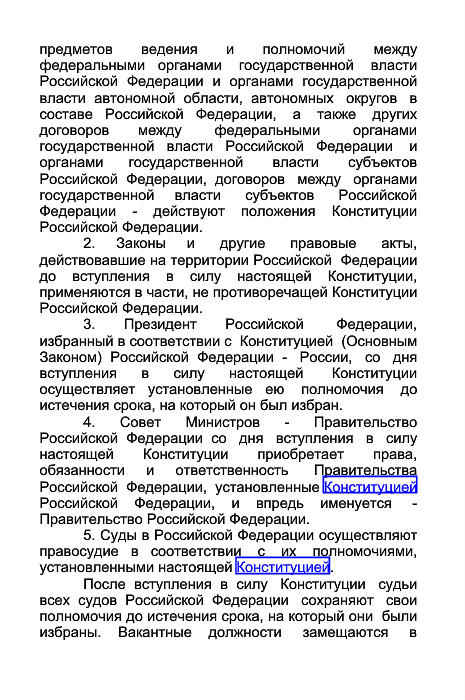 предметов ведения и полномочий между
федеральными органами государственной власти
Российской Федерации и органами государственной
власти автономной области, автономных округов в
составе Российской Федерации, а также других
договоров между федеральными органами
государственной власти Российской Федерации и
органами государственной власти субъектов
Российской Федерации, договоров между органами
государственной власти субъектов Российской
Федерации - действуют положения Конституции
Российской Федерации.
2. Законы и другие правовые акты,
действовавшие на территории Российской Федерации
до вступления в силу настоящей Конституции,
применяются в части, не противоречащей Конституции
Российской Федерации.
3. Президент Российской Федерации,
избранный в соответствии с Конституцией (Основным
Законом) Российской Федерации - России, со дня
вступления в силу настоящей Конституции
осуществляет установленные ею полномочия до
истечения срока, на который он был избран.
4. Совет Министров - Правительство
Российской Федерации со дня вступления в силу
настоящей Конституции приобретает права,
обязанности и ответственность Правительства
Российской Федерации, установленные Конституцией
Российской Федерации, и впредь именуется -
Правительство Российской Федерации.
5. Суды в Российской Федерации осуществляют
правосудие в соответствии с их полномочиями,
установленными настоящей Конституцией.
После вступления в силу Конституции судьи
всех судов Российской Федерации сохраняют свои
полномочия до истечения срока, на который они были
избраны. Вакантные должности замещаются в